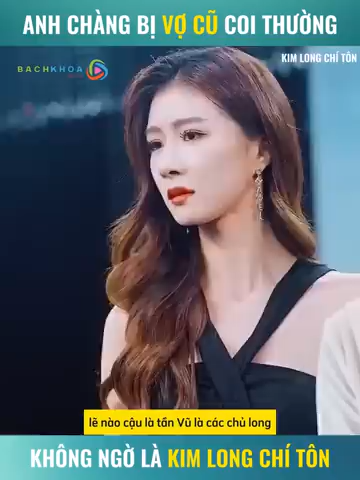 ANH CHÀNG BỊ VỢ CŨ COI THƯỜNG
BACHKHOA
KIM LONG CHÍ TÔN
lẽ nào cậu là tần Vũ là các chủ long
KHÔNG NGỜ LÀ KIM LONG CHÍ TÔN